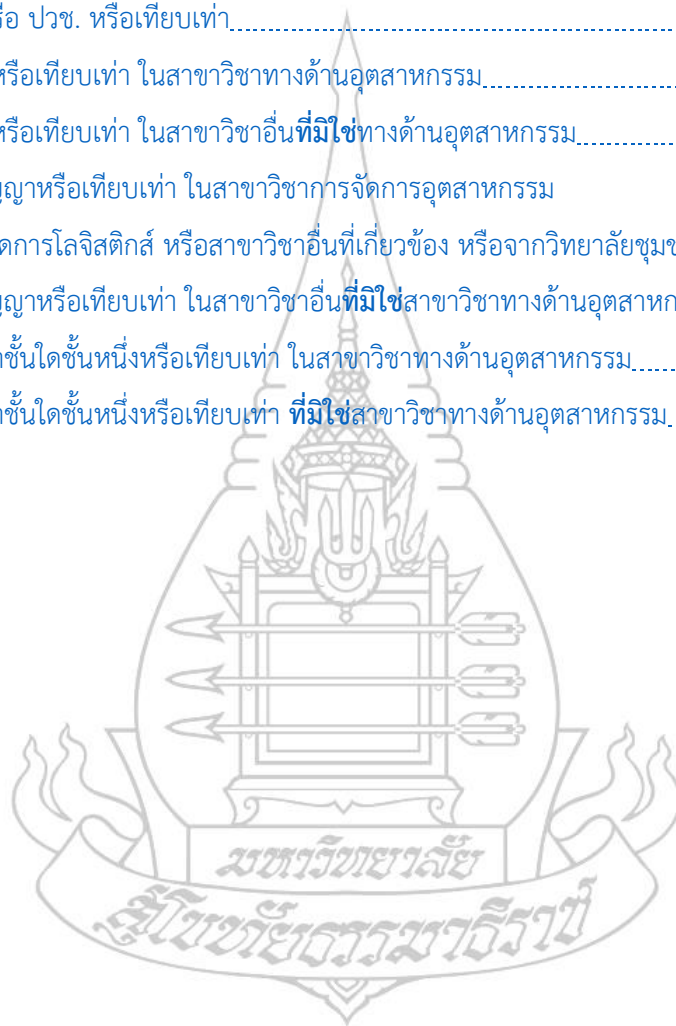 รือ ปวช. หรือเทียบเท่า
หรือเทียบเท่า ในสาขาวิชาทางด้านอุตสาหกรรม
หรือเทียบเท่า ในสาขาวิชาอื่นที่มิใช่ทางด้านอุตสาหกรรม
ญญาหรือเทียบเท่า ในสาขาวิชาการจัดการอุตสาหกรรม
ัดการโลจิสติกส์ หรือสาขาวิชาอื่นที่เกี่ยวข้อง หรือจากวิทยาลัยชุมช
ญญาหรือเทียบเท่า ในสาขาวิชาอื่นที่มิใช่สาขาวิชาทางด้านอุตสาหก
าชั้นใดชั้นหนึ่งหรือเทียบเท่า ในสาขาวิชาทางด้านอุตสาหกรรม
าชั้นใดชั้นหนึ่งหรือเทียบเท่า ที่มิใช่สาขาวิชาทางด้านอุตสาหกรรม
มหาวิทยาลัย
สุโขทัยธรรมาธิราช